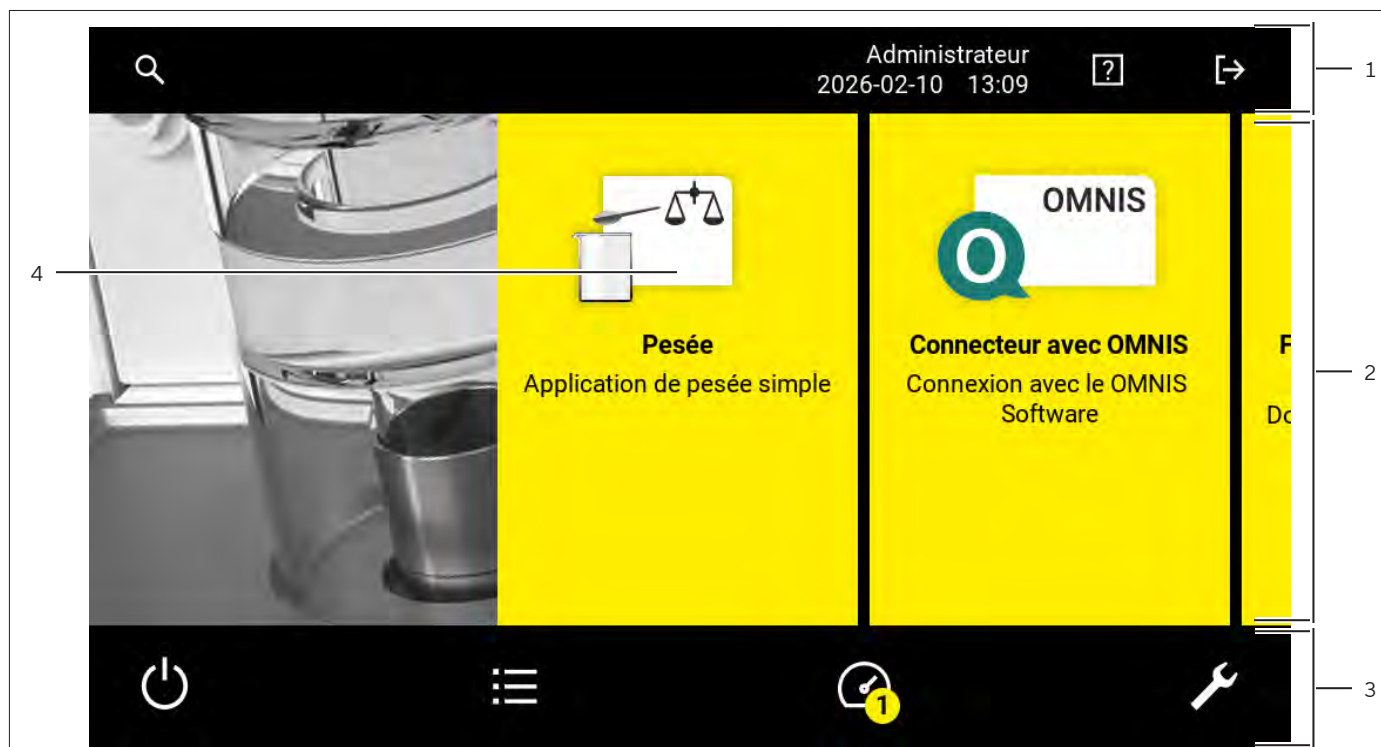 Administrateur
2026-02-10 13:09
?
1
OMNIS
O
4
Pesée
Application de pesée simple
Connecteur avec OMNIS
Connexion avec le OMNIS
Software
F
Do
2
1
3